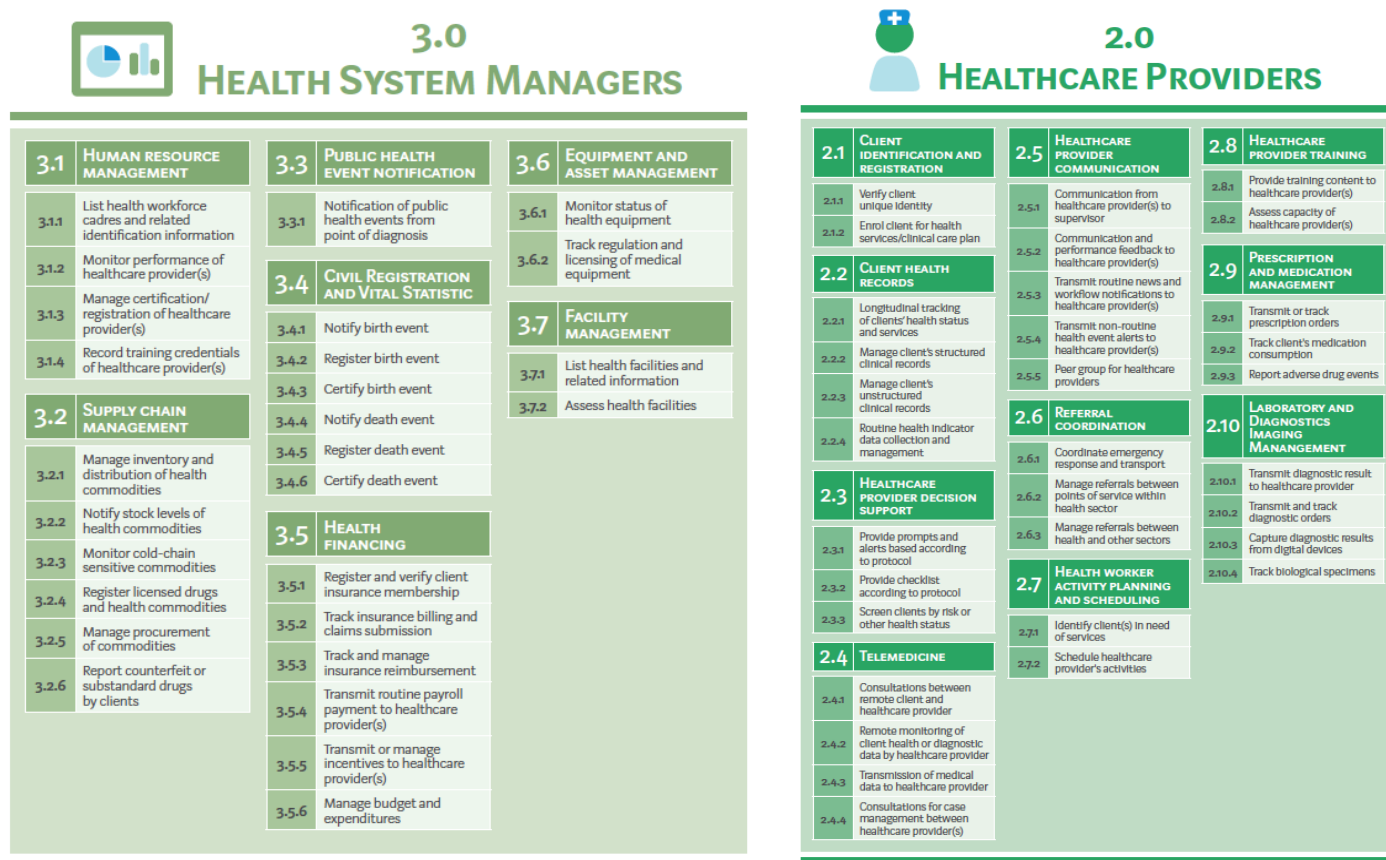 3.0
HEALTH SYSTEM MANAGERS
3.1 HUMAN RESOURCE
MANAGEMENT
3.1.1 List health workforce
cadres and related
identification information
3.1.2 Monitor performance of
healthcare provider(s)
3.1.3 Manage certification/
registration of healthcare
provider(s)
3.1.4 Record training credentials
of healthcare provider(s)
3.2 SUPPLY CHAIN
MANAGEMENT
3.2.1 Manage inventory and
distribution of health
commodities
3.2.2 Notify stock levels of
health commodities
3.2.3 Monitor cold-chain
sensitive commodities
3.2.4 Register licensed drugs
and health commodities
3.2.5 Manage procurement
of commodities
3.2.6 Report counterfeit or
substandard drugs
by clients
3.3 PUBLIC HEALTH
EVENT NOTIFICATION
3.3.1 Notification of public
health events from
point of diagnosis
3.4 CIVIL REGISTRATION
AND VITAL STATISTIC
3.4.1 Notify birth event
3.4.2 Register birth event
3.4.3 Certify birth event
3.4.4 Notify death event
3.4.5 Register death event
3.4.6 Certify death event
3.5 HEALTH
FINANCING
3.5.1 Register and verify client
insurance membership
3.5.2 Track insurance billing and
claims submission
3.5.3 Track and manage
insurance reimbursement
3.5.4 Transmit routine payroll
payment to healthcare
provider(s)
3.5.5 Transmit or manage
incentives to healthcare
provider(s)
3.5.6 Manage budget and
expenditures
3.6 EQUIPMENT AND
ASSET MANAGEMENT
3.6.1 Monitor status of
health equipment
3.6.2 Track regulation and
licensing of medical
equipment
3.7 FACILITY
MANAGEMENT
3.7.1 List health facilities and
related information
3.7.2 Assess health facilities
2.0
HEALTHCARE PROVIDERS
2.1 CLIENT
IDENTIFICATION AND
REGISTRATION
2.1.1 Verify client
unique identity
2.1.2 Enrol client for health
services/clinical care plan
2.2 CLIENT HEALTH
RECORDS
2.2.1 Longitudinal tracking
of clients' health status
and services
2.2.2 Manage client's structured
clinical records
2.2.3 Manage client's
unstructured
clinical records
2.2.4 Routine health indicator
data collection and
management
2.3 HEALTHCARE
PROVIDER DECISION
SUPPORT
2.3.1 Provide prompts and
alerts based according
to protocol
2.3.2 Provide checklist
according to protocol
2.3.3 Screen clients by risk or
other health status
2.4 TELEMEDICINE
2.4.1 Consultations between
remote client and
healthcare provider
2.4.2 Remote monitoring of
client health or diagnostic
data by healthcare provider
2.4.3 Transmission of medical
data to healthcare provider
2.4.4 Consultations for case
management between
healthcare provider(s)
2.5 HEALTHCARE
PROVIDER
COMMUNICATION
2.5.1 Communication from
healthcare provider(s) to
supervisor
2.5.2 Communication and
performance feedback to
healthcare provider(s)
2.5.3 Transmit routine news and
workflow notifications to
healthcare provider(s)
2.5.4 Transmit non-routine
health event alerts to
healthcare provider(s)
2.5.5 Peer group for healthcare
providers
2.6 REFERRAL
COORDINATION
2.6.1 Coordinate emergency
response and transport
2.6.2 Manage referrals between
points of service within
health sector
2.6.3 Manage referrals between
health and other sectors
2.7 HEALTH WORKER
ACTIVITY PLANNING
AND SCHEDULING
2.7.1 Identify client(s) in need
of services
2.7.2 Schedule healthcare
provider's activities
2.8 HEALTHCARE
PROVIDER TRAINING
2.8.1 Provide training content to
healthcare provider(s)
2.8.2 Assess capacity of
healthcare provider(s)
2.9 PRESCRIPTION
AND MEDICATION
MANAGEMENT
2.9.1 Transmit or track
prescription orders
2.9.2 Track client's medication
consumption
2.9.3 Report adverse drug events
2.10 LABORATORY AND
DIAGNOSTICS
IMAGING
MANANGEMENT
2.10.1 Transmit diagnostic result
to healthcare provider
2.10.2 Transmit and track
diagnostic orders
2.10.3 Capture diagnostic results
from digital devices
2.10.4 Track biological specimens